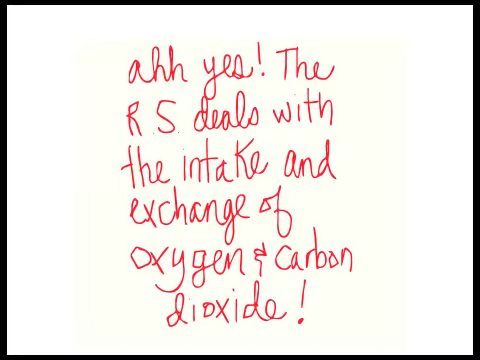 ahh yes! The
R S. deals with
the intake and
exchange of
oxygen & carbon
dioxide!